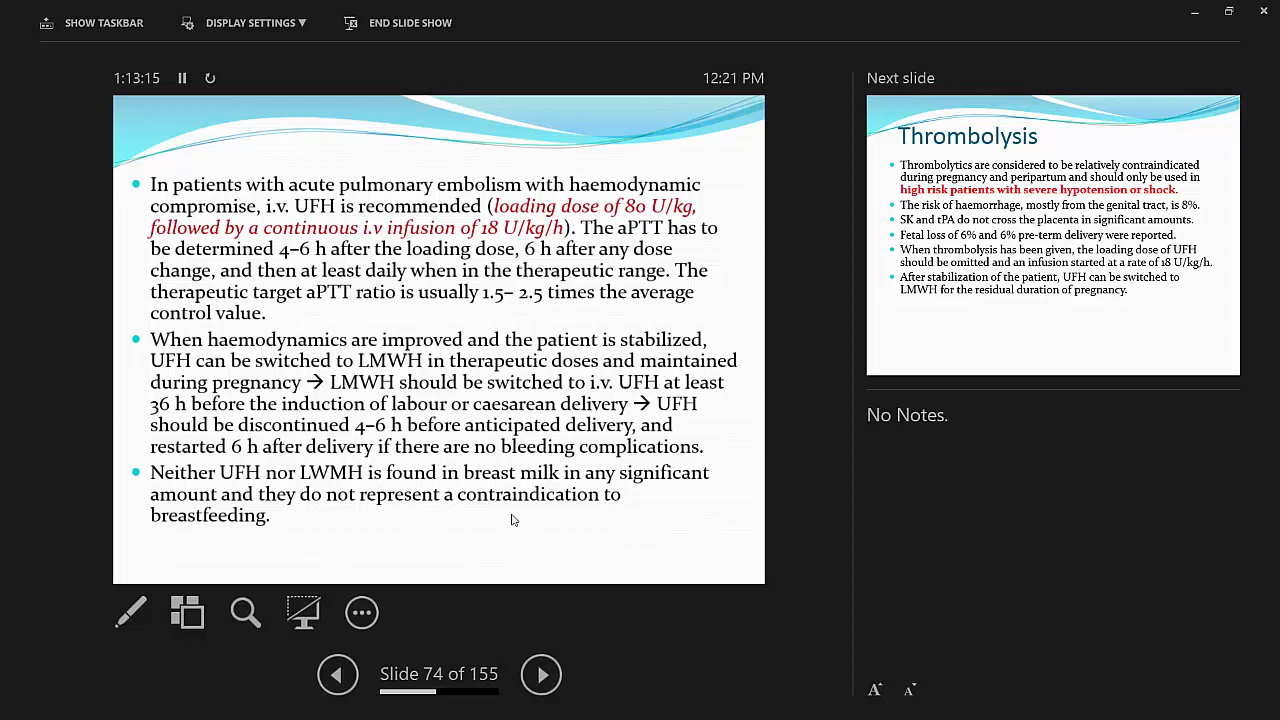 SHOW TASKBAR
DISPLAY SETTINGS ▼
END SLIDE SHOW
1:13:15
12:21 PM
• In patients with acute pulmonary embolism with haemodynamic
compromise, i.v. UFH is recommended (loading dose of 80 U/kg,
followed by a continuous i.v infusion of 18 U/kg/h). The aPTT has to
be determined 4–6 h after the loading dose, 6 h after any dose
change, and then at least daily when in the therapeutic range. The
therapeutic target aPTT ratio is usually 1.5– 2.5 times the average
control value.
• When haemodynamics are improved and the patient is stabilized,
UFH can be switched to LMWH in therapeutic doses and maintained
during pregnancy → LMWH should be switched to i.v. UFH at least
36 h before the induction of labour or caesarean delivery → UFH
should be discontinued 4–6 h before anticipated delivery, and
restarted 6 h after delivery if there are no bleeding complications.
• Neither UFH nor LWMH is found in breast milk in any significant
amount and they do not represent a contraindication to
breastfeeding.
Slide 74 of 155
Next slide
Thrombolysis
• Thrombolytics are considered to be relatively contraindicated
during pregnancy and peripartum and should only be used in
high risk patients with severe hypotension or shock.
• The risk of haemorrhage, mostly from the genital tract, is 8%.
• SK and tPA do not cross the placenta in significant amounts.
• Fetal loss of 6% and 6% pre-term delivery were reported.
• When thrombolysis has been given, the loading dose of UFH
should be omitted and an infusion started at a rate of 18 U/kg/h.
• After stabilization of the patient, UFH can be switched to
LMWH for the residual duration of pregnancy.
No Notes.
A A